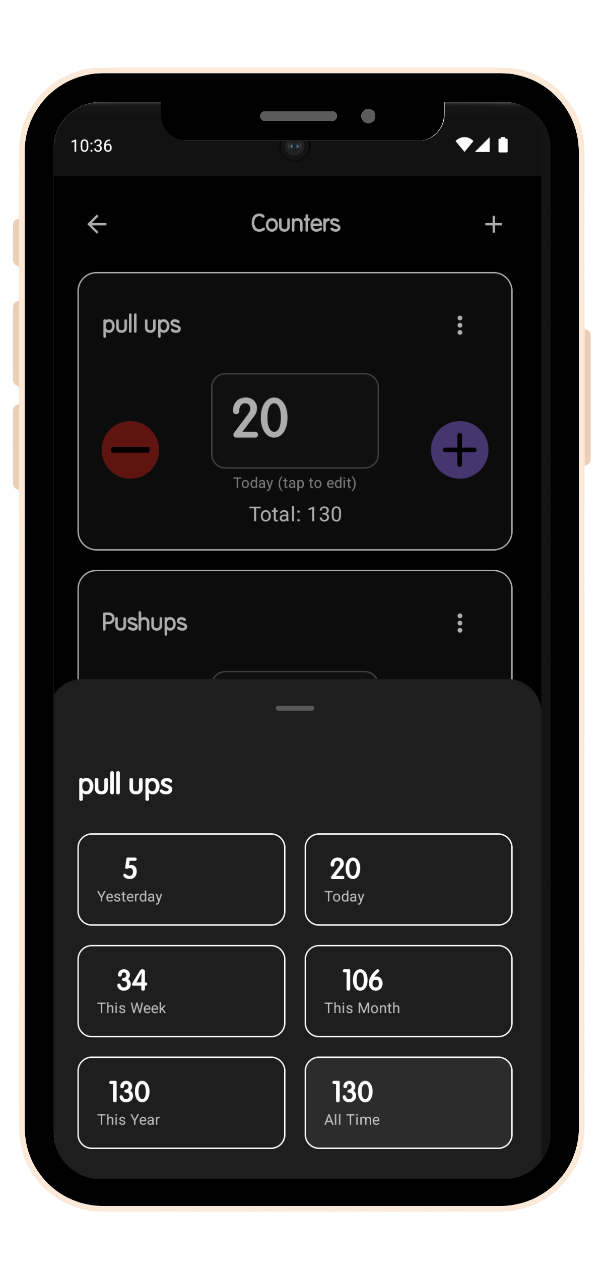 10:36
Counters
pull ups
20
Today (tap to edit)
Total: 130
Pushups
pull ups
5
Yesterday
20
Today
34
This Week
106
This Month
130
This Year
130
All Time